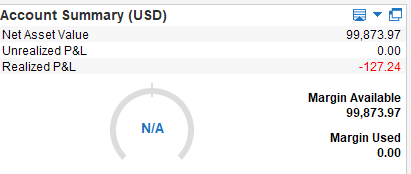 Account Summary (USD)
Net Asset Value 99,873.97
Unrealized P&L 0.00
Realized P&L -127.24
N/A
Margin Available
99,873.97
Margin Used
0.00